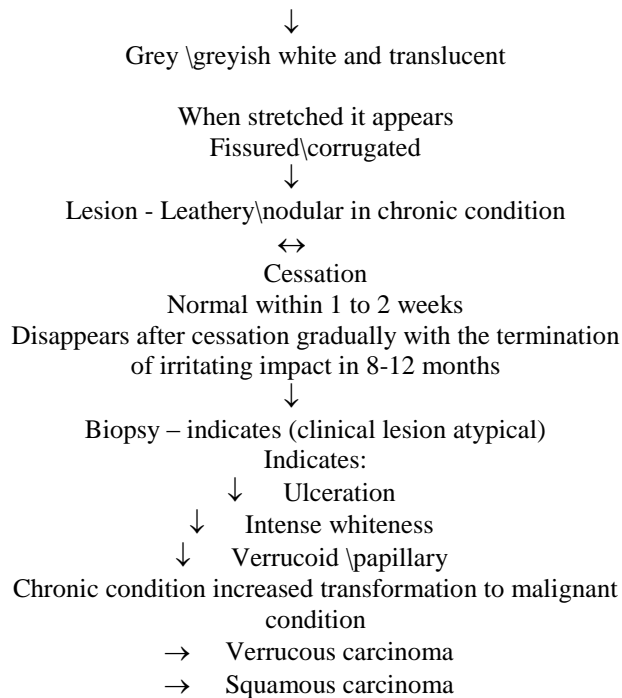 ↓
Grey \greyish white and translucent
When stretched it appears
Fissured\corrugated
↓
Lesion - Leathery\nodular in chronic condition
↔
Cessation
Normal within 1 to 2 weeks
Disappears after cessation gradually with the termination
of irritating impact in 8-12 months
↓
Biopsy – indicates (clinical lesion atypical)
Indicates:
↓ Ulceration
↓ Intense whiteness
↓ Verrucoid \papillary
Chronic condition increased transformation to malignant
condition
→ Verrucous carcinoma
→ Squamous carcinoma